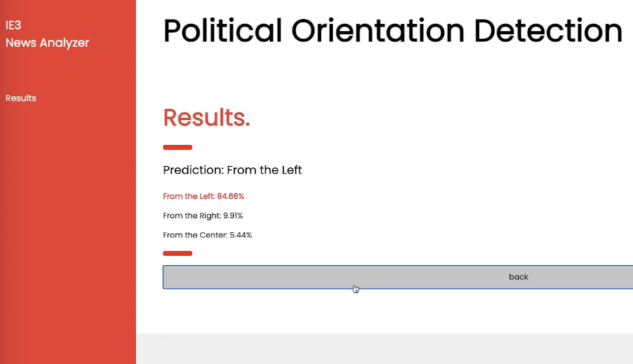 IE3
News Analyzer
Results
Political Orientation Detection
Results.
Prediction: From the Left
From the Left: 84.66%
From the Right: 9.91%
From the Center: 5.44%
back